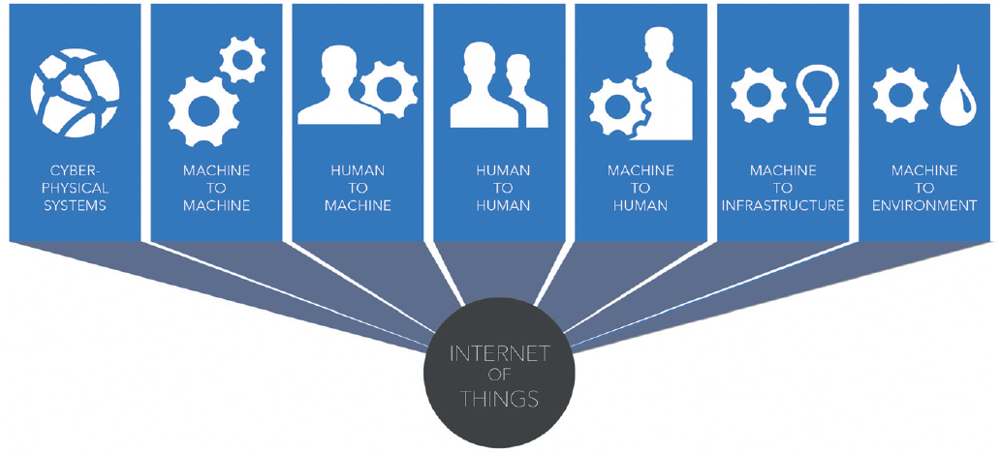 CYBER-
PHYSICAL
SYSTEMS
MACHINE
TO
MACHINE
HUMAN
TO
MACHINE
HUMAN
TO
HUMAN
MACHINE
TO
HUMAN
MACHINE
TO
INFRASTRUCTURE
MACHINE
TO
ENVIRONMENT
INTERNET
OF
THINGS